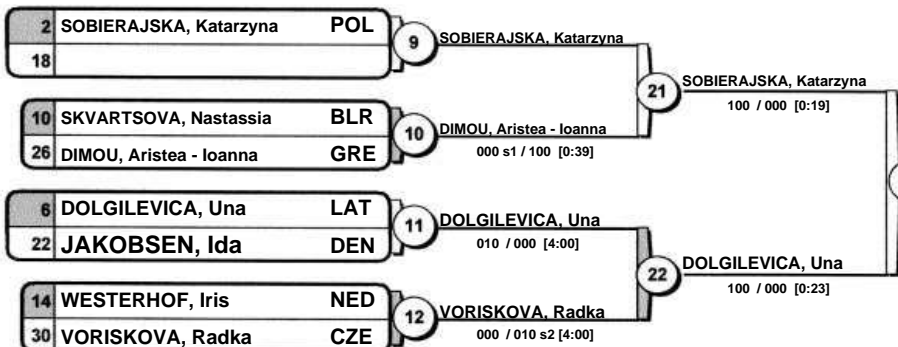 2 SOBIERAJSKA, Katarzyna POL
18
9
SOBIERAJSKA, Katarzyna
10 SKVARTSOVA, Nastassia BLR
26 DIMOU, Aristea - Ioanna GRE
10
DIMOU, Aristea - Ioanna
000 s1 / 100 [0:39]
21
SOBIERAJSKA, Katarzyna
100 / 000 [0:19]
6 DOLGILEVICA, Una LAT
22 JAKOBSEN, Ida DEN
11
DOLGILEVICA, Una
010 / 000 [4:00]
14 WESTERHOF, Iris NED
30 VORISKOVA, Radka CZE
12
VORISKOVA, Radka
000 / 010 s2 [4:00]
22
DOLGILEVICA, Una
100 / 000 [0:23]